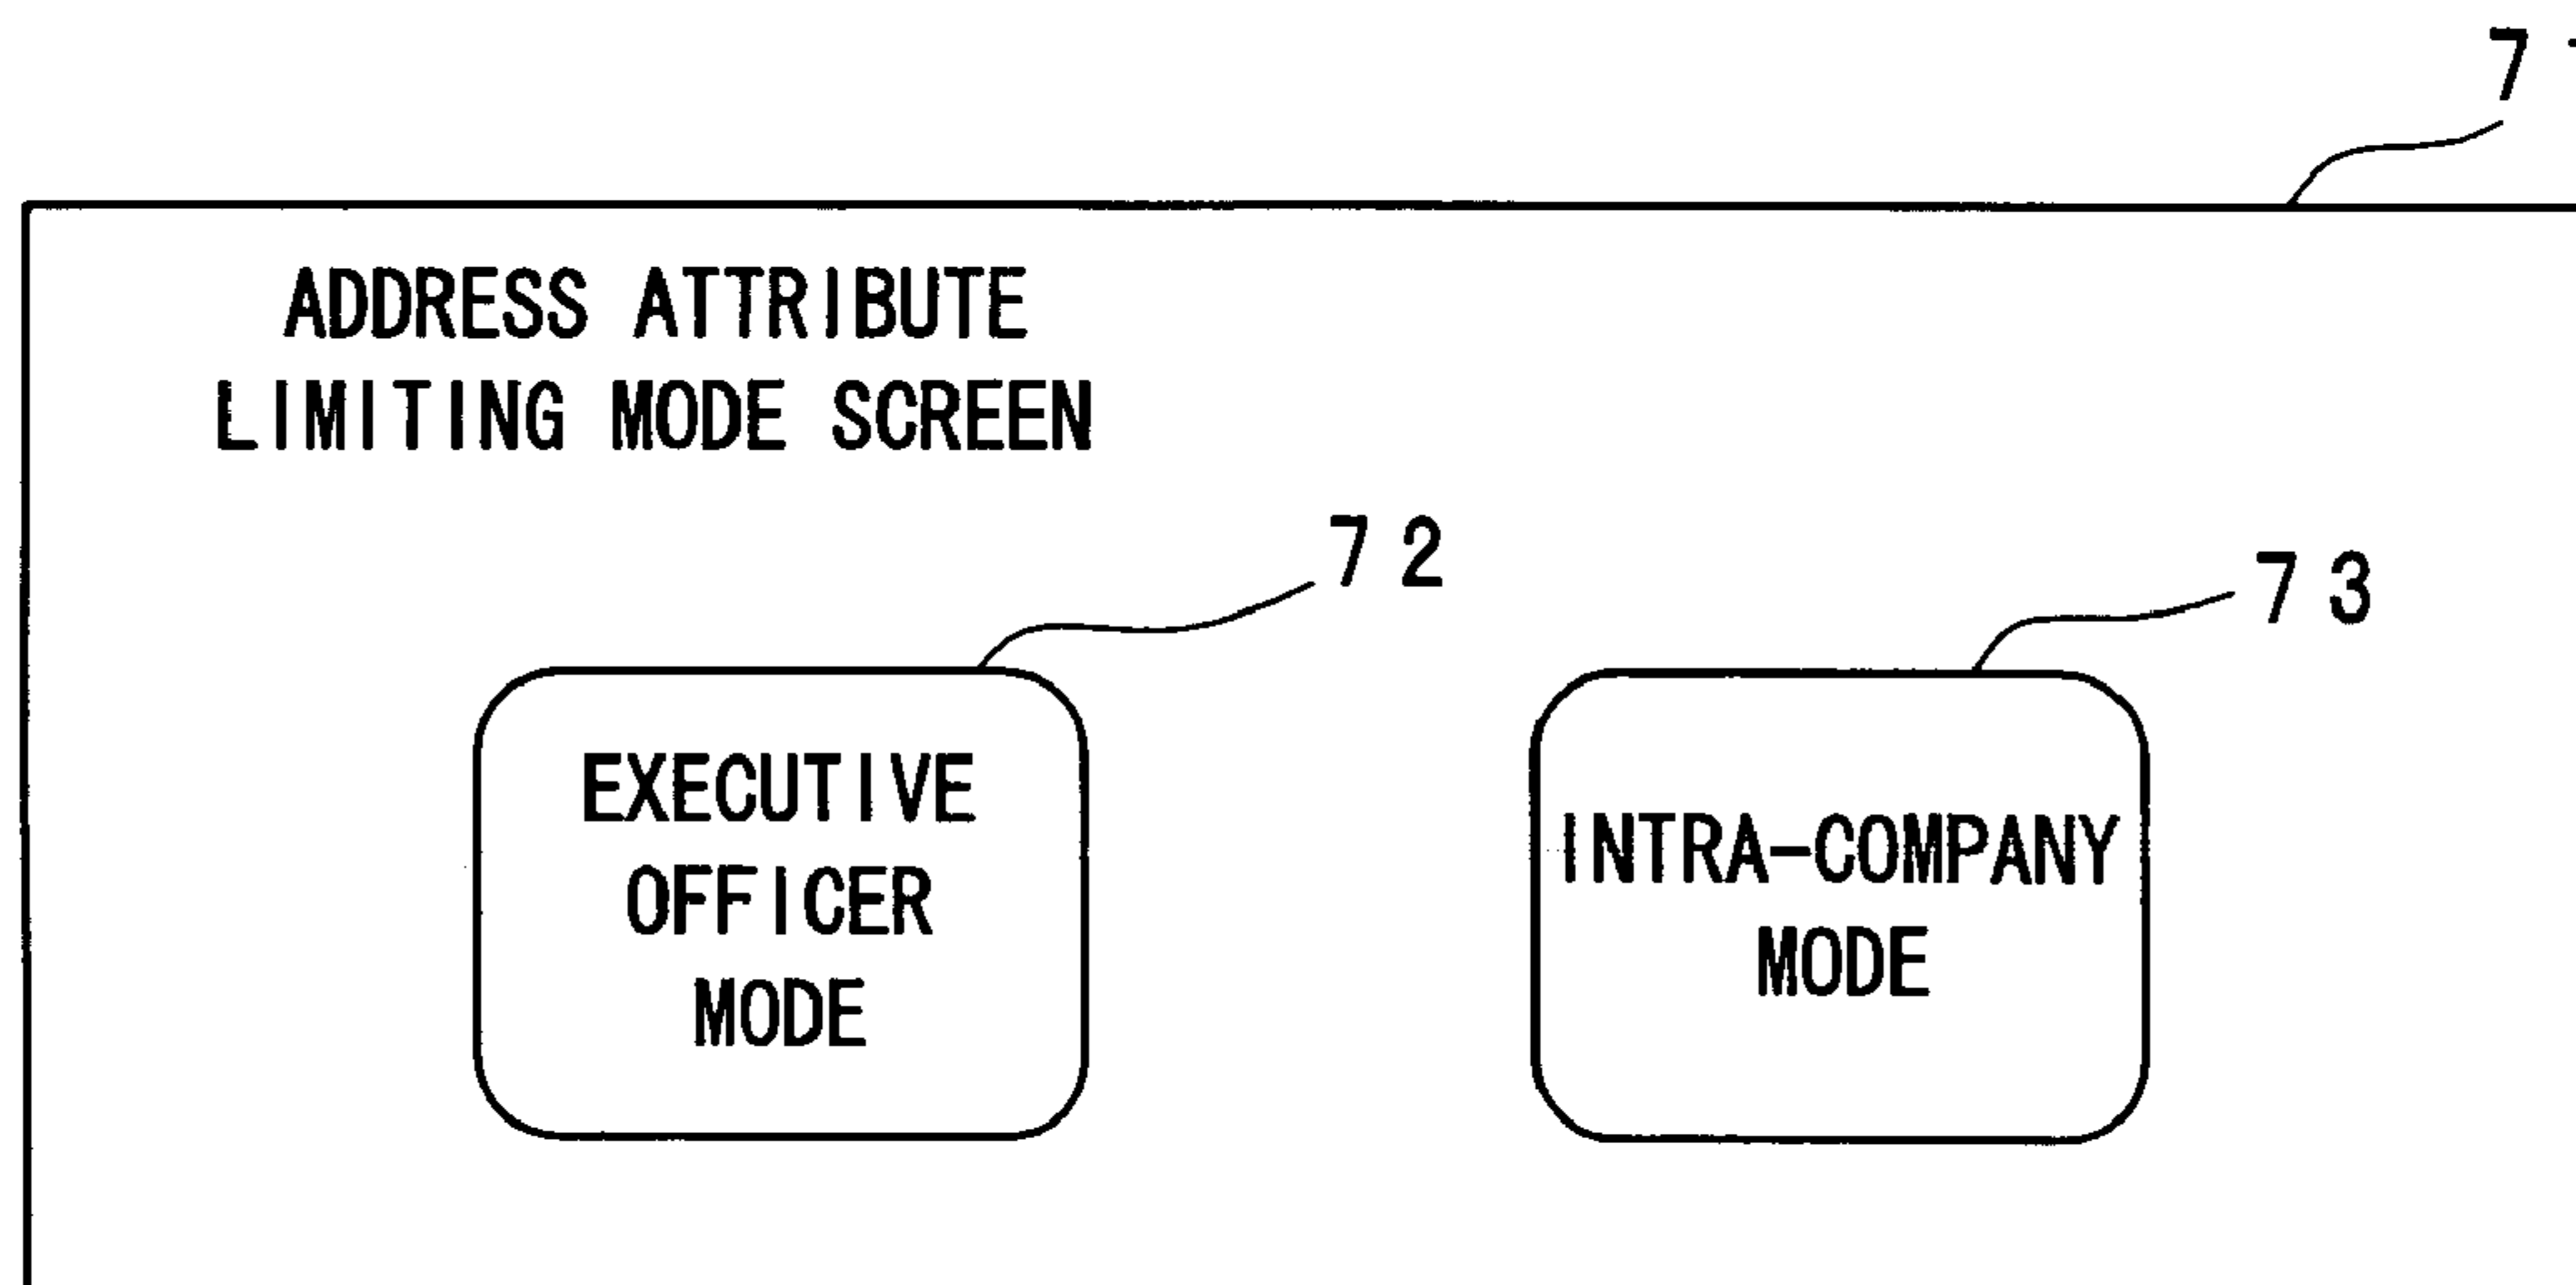 ADDRESS ATTRIBUTE
LIMITING MODE SCREEN
72
73
EXECUTIVE
OFFICER
MODE
INTRA-COMPANY
MODE